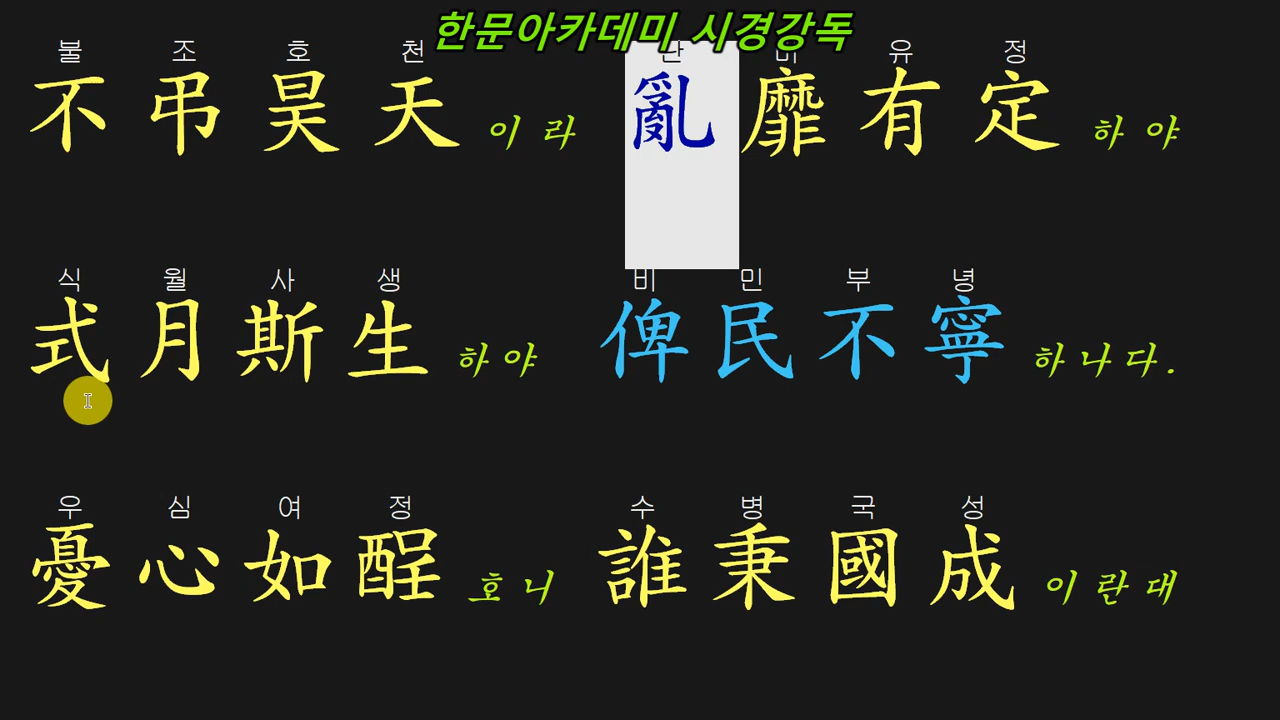 한문아카데미 시경강독
불 조 호 천 란 미 유 정
不弔昊天 이라 亂靡有定 하야
식 월 사 생 비 민 부 녕
式月斯生 하야 俾民不寧 하나다.
우 심 여 정 수 병 국 성
憂心如酲 호니 誰秉國成 이란대